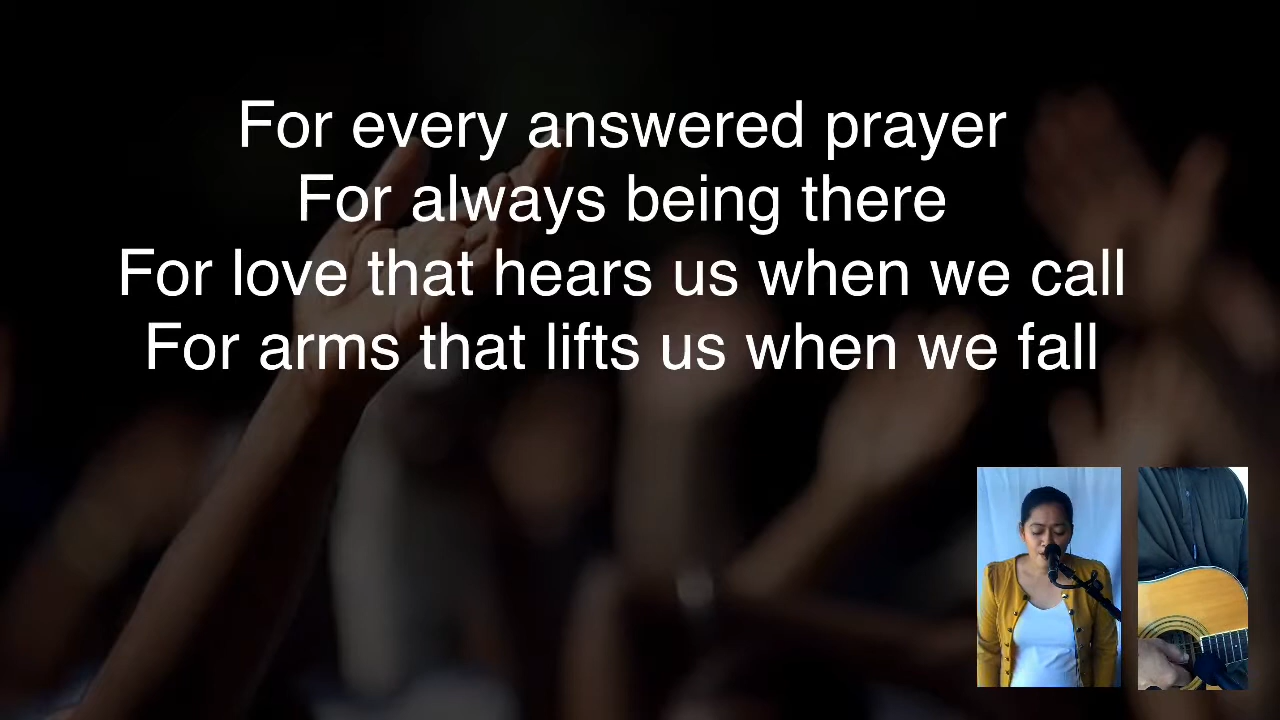 For every answered prayer
For always being there
For love that hears us when we call
For arms that lifts us when we fall